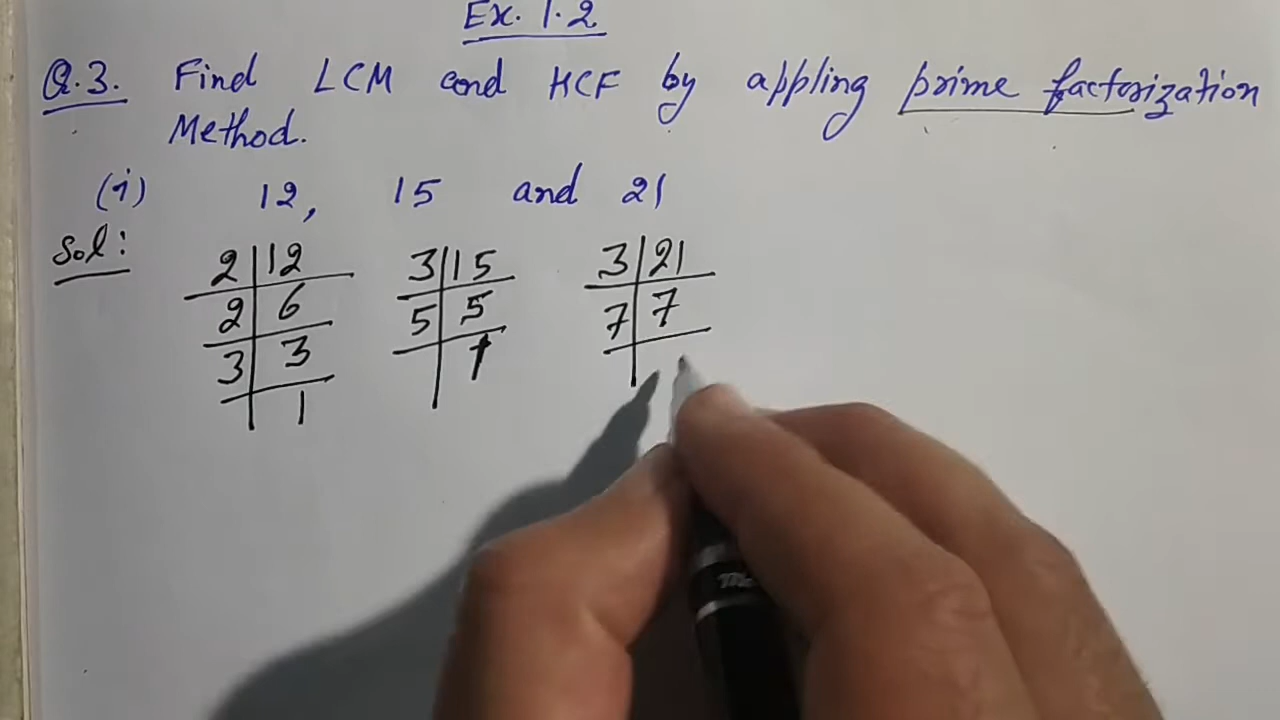 Ex. 1.2
Q.3. Find LCM and HCF by appling prime factorization
Method.
(i) 12, 15 and 21
Sol:
2 12 3 15 3 21
2 6 5 5 7 7
3 3 1
1